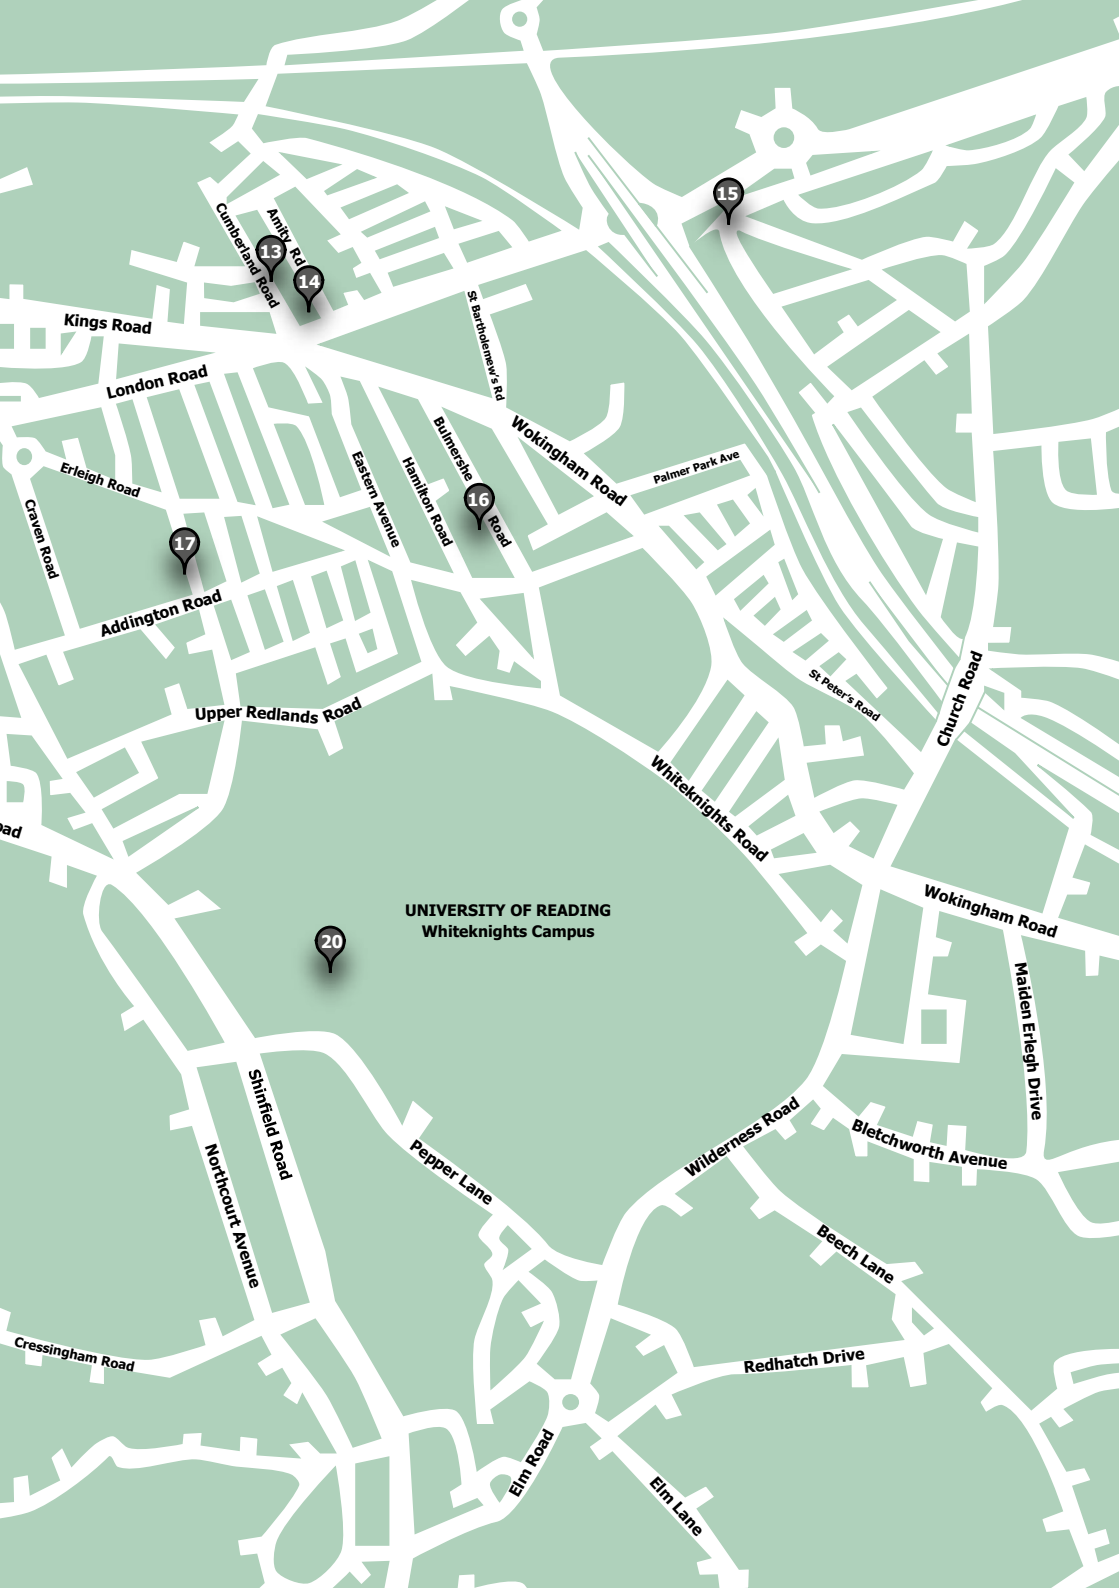 15
Cumberland Road
Amity Rd
13
14
Kings Road
St Bartholemew's Rd
London Road
Wokingham Road
Bulmershe Road
Palmer Park Ave
Eastern Avenue
Hamilton Road
Erleigh Road
16
Craven Road
17
Addington Road
Church Road
St Peter's Road
Upper Redlands Road
Whiteknights Road
oad
UNIVERSITY OF READING
Whiteknights Campus
Wokingham Road
20
Maiden Erlegh Drive
Shinfield Road
Wilderness Road
Bletchworth Avenue
Northcourt Avenue
Pepper Lane
Beech Lane
Cressingham Road
Redhatch Drive
Elm Road
Elm Lane